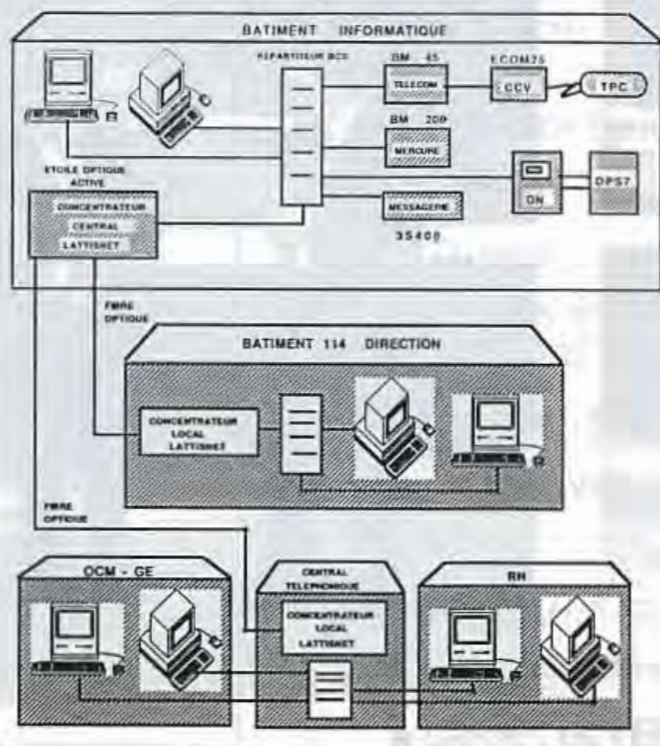 BATIMENT INFORMATIQUE
REPARTITEUR BCS
BM 45
TELECOM
ECOM25
CCV
TPC
BM 200
MERCURE
DN
DPS7
MESSAGERIE
3S400
ETOILE OPTIQUE
ACTIVE
CONCENTRATEUR
CENTRAL
LATTISNET
FIBRE
OPTIQUE
BATIMENT 114 DIRECTION
CONCENTRATEUR
LOCAL
LATTISNET
FIBRE
OPTIQUE
OCM - GE
CENTRAL
TELEPHONIQUE
CONCENTRATEUR
LOCAL
LATTISNET
RH